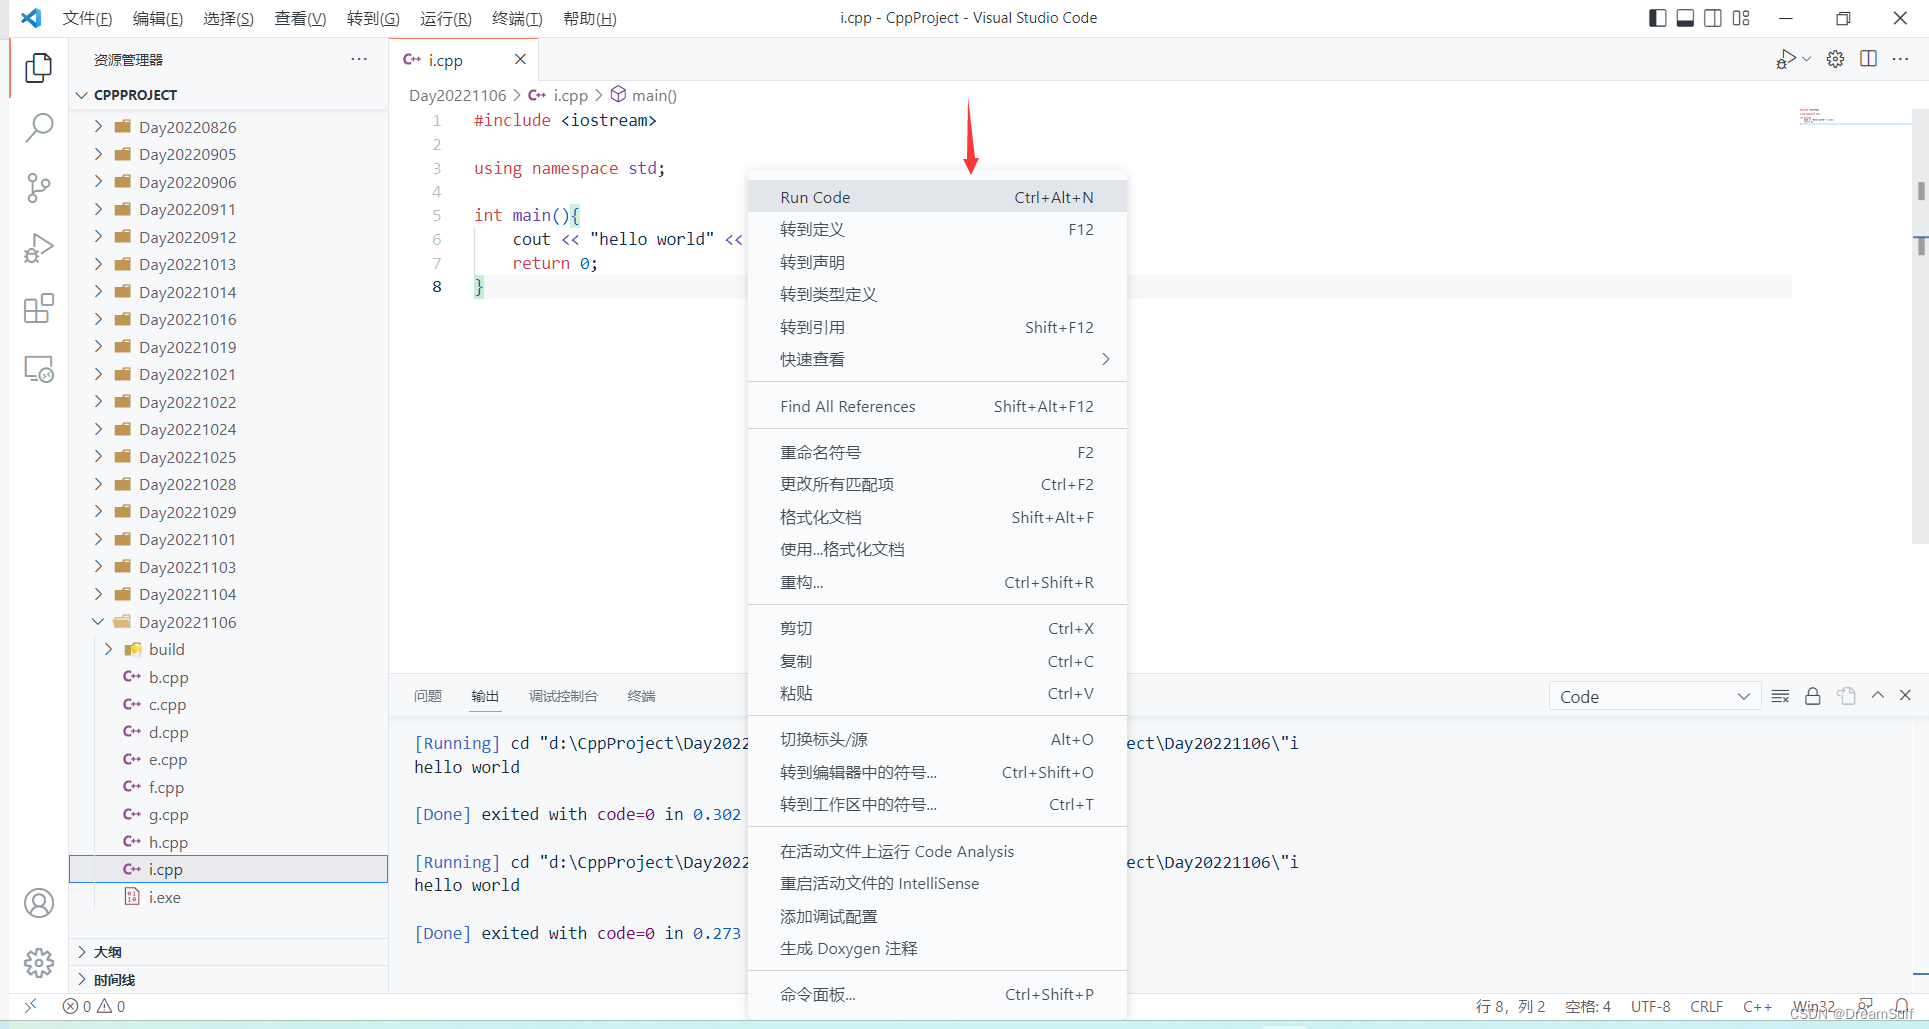 文件(F) 编辑(E) 选择(S) 查看(V) 转到(G) 运行(R) 终端(T) 帮助(H) i.cpp - CppProject - Visual Studio Code
资源管理器
CPPPROJECT
Day20220826
Day20220905
Day20220906
Day20220911
Day20220912
Day20221013
Day20221014
Day20221016
Day20221019
Day20221021
Day20221022
Day20221024
Day20221025
Day20221028
Day20221029
Day20221101
Day20221103
Day20221104
Day20221106
build
C++ b.cpp
C++ c.cpp
C++ d.cpp
C++ e.cpp
C++ f.cpp
C++ g.cpp
C++ h.cpp
C++ i.cpp
i.exe
大纲
时间线
C++ i.cpp
Day20221106 > C++ i.cpp > main()
1 #include <iostream>
2
3 using namespace std;
4
5 int main(){
6 cout << "hello world" <<
7 return 0;
8 }
Run Code Ctrl+Alt+N
转到定义 F12
转到声明
转到类型定义
转到引用 Shift+F12
快速查看
Find All References Shift+Alt+F12
重命名符号 F2
更改所有匹配项 Ctrl+F2
格式化文档 Shift+Alt+F
使用...格式化文档
重构... Ctrl+Shift+R
剪切 Ctrl+X
复制 Ctrl+C
粘贴 Ctrl+V
切换标头/源 Alt+O
转到编辑器中的符号... Ctrl+Shift+O
转到工作区中的符号... Ctrl+T
在活动文件上运行 Code Analysis
重启活动文件的 IntelliSense
添加调试配置
生成 Doxygen 注释
命令面板... Ctrl+Shift+P
问题 输出 调试控制台 终端 Code
[Running] cd "d:\CppProject\Day2022 ect\Day20221106\"i
hello world
[Done] exited with code=0 in 0.302
[Running] cd "d:\CppProject\Day2022 ect\Day20221106\"i
hello world
[Done] exited with code=0 in 0.273
0 0 行 8，列 2 空格: 4 UTF-8 CRLF C++ Win32
CSDN @DreamSuff